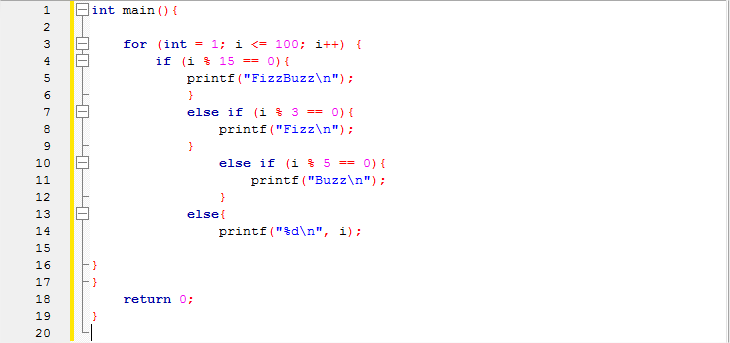 1 int main(){
2
3 for (int = 1; i <= 100; i++) {
4 if (i % 15 == 0){
5 printf("FizzBuzz\n");
6 }
7 else if (i % 3 == 0){
8 printf("Fizz\n");
9 }
10 else if (i % 5 == 0){
11 printf("Buzz\n");
12 }
13 else{
14 printf("%d\n", i);
15
16 }
17 }
18 return 0;
19 }
20